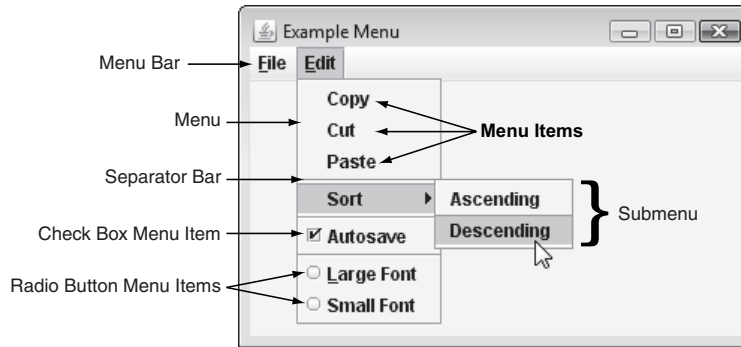 Example Menu
Menu Bar
File Edit
Copy
Menu
Cut
Menu Items
Paste
Separator Bar
Sort
Ascending
Submenu
Check Box Menu Item
Autosave
Descending
Large Font
Radio Button Menu Items
Small Font